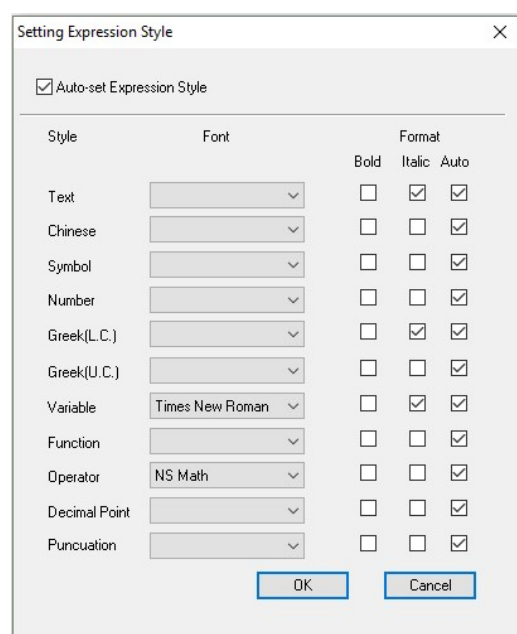 Setting Expression Style
Auto-set Expression Style
Style Font Format
Bold Italic Auto
Text
Chinese
Symbol
Number
Greek(L.C.)
Greek(U.C.)
Variable Times New Roman
Function
Operator NS Math
Decimal Point
Puncuation
OK Cancel